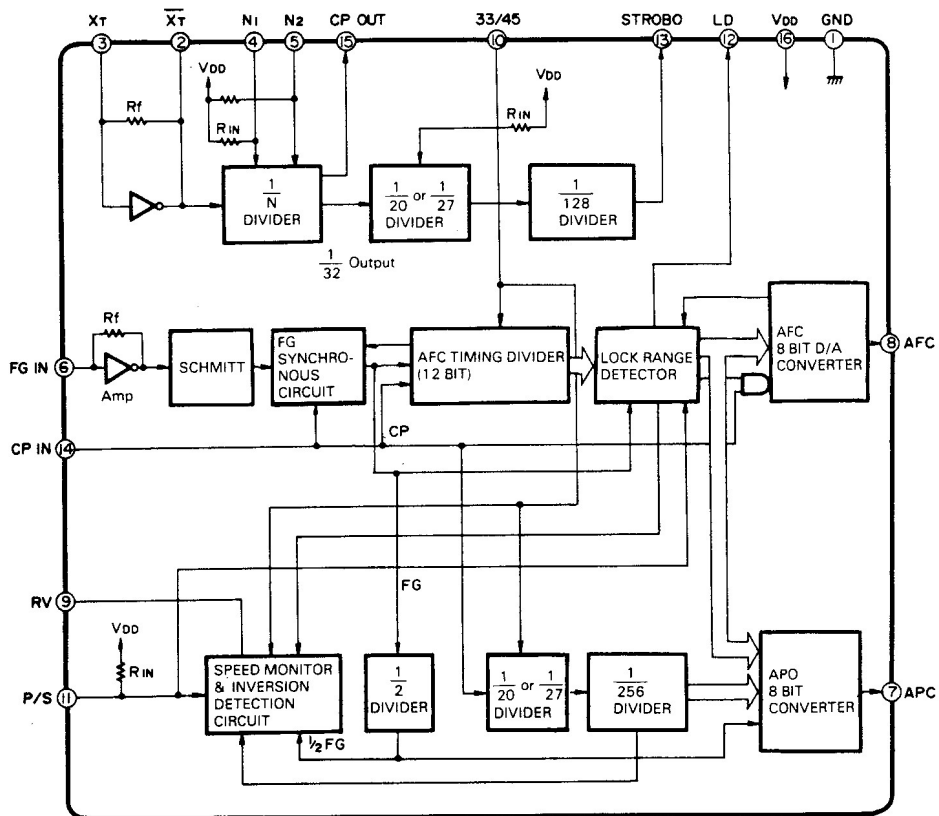 XT X̄T N1 N2 CP OUT 33/45 STROBO LD VDD GND
3 2 4 5 15 10 13 12 16 1
VDD
VDD
Rf
RIN
RIN
1/N DIVIDER
1/20 or 1/27 DIVIDER
1/128 DIVIDER
1/32 Output
Rf
FG IN 6
Amp
SCHMITT
FG
SYNCHRO-
NOUS
CIRCUIT
AFC TIMING DIVIDER
(12 BIT)
LOCK RANGE
DETECTOR
AFC
8 BIT D/A
CONVERTER
8 AFC
CP
CP IN 14
FG
RV 9
VDD
RIN
P/S 11
SPEED MONITOR
& INVERSION
DETECTION
CIRCUIT
1/2 DIVIDER
1/20 or 1/27 DIVIDER
1/256 DIVIDER
APO
8 BIT
CONVERTER
7 APC
½ FG